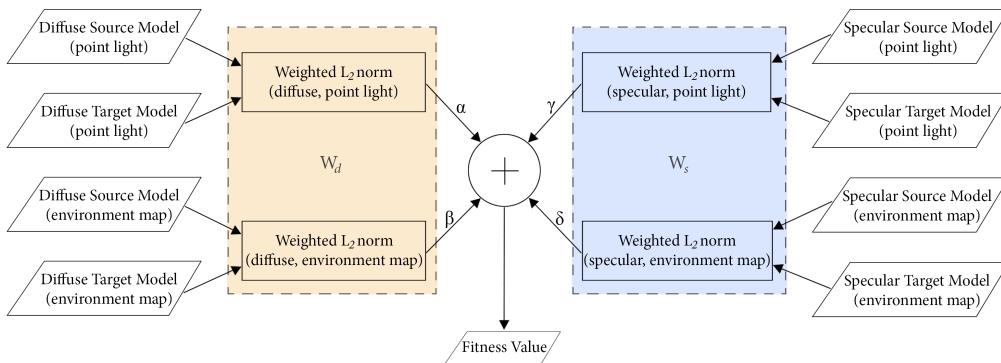 Diffuse Source Model
(point light)
Diffuse Target Model
(point light)
Diffuse Source Model
(environment map)
Diffuse Target Model
(environment map)
Weighted L2 norm
(diffuse, point light)
Wd
Weighted L2 norm
(diffuse, environment map)
α
β
+
γ
δ
Fitness Value
Weighted L2 norm
(specular, point light)
Ws
Weighted L2 norm
(specular, environment map)
Specular Source Model
(point light)
Specular Target Model
(point light)
Specular Source Model
(environment map)
Specular Target Model
(environment map)